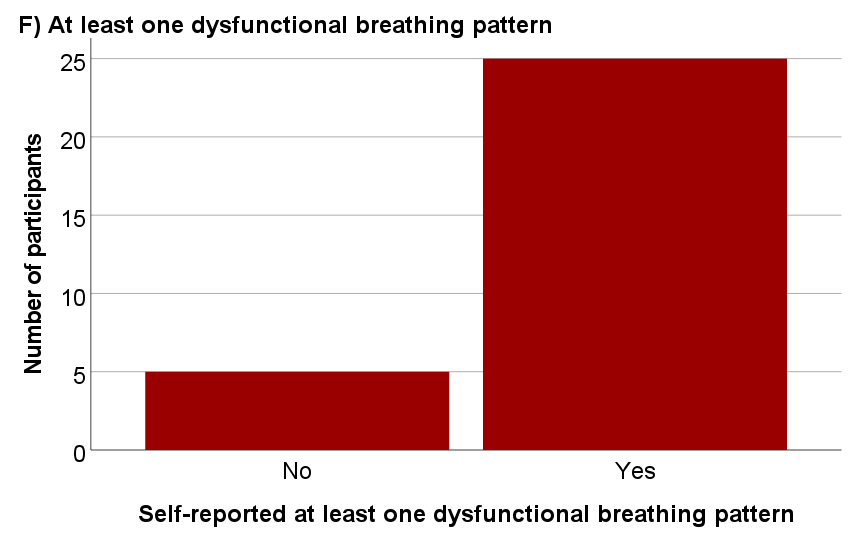 F) At least one dysfunctional breathing pattern
Number of participants
25
20
15
10
5
0
No
Yes
Self-reported at least one dysfunctional breathing pattern